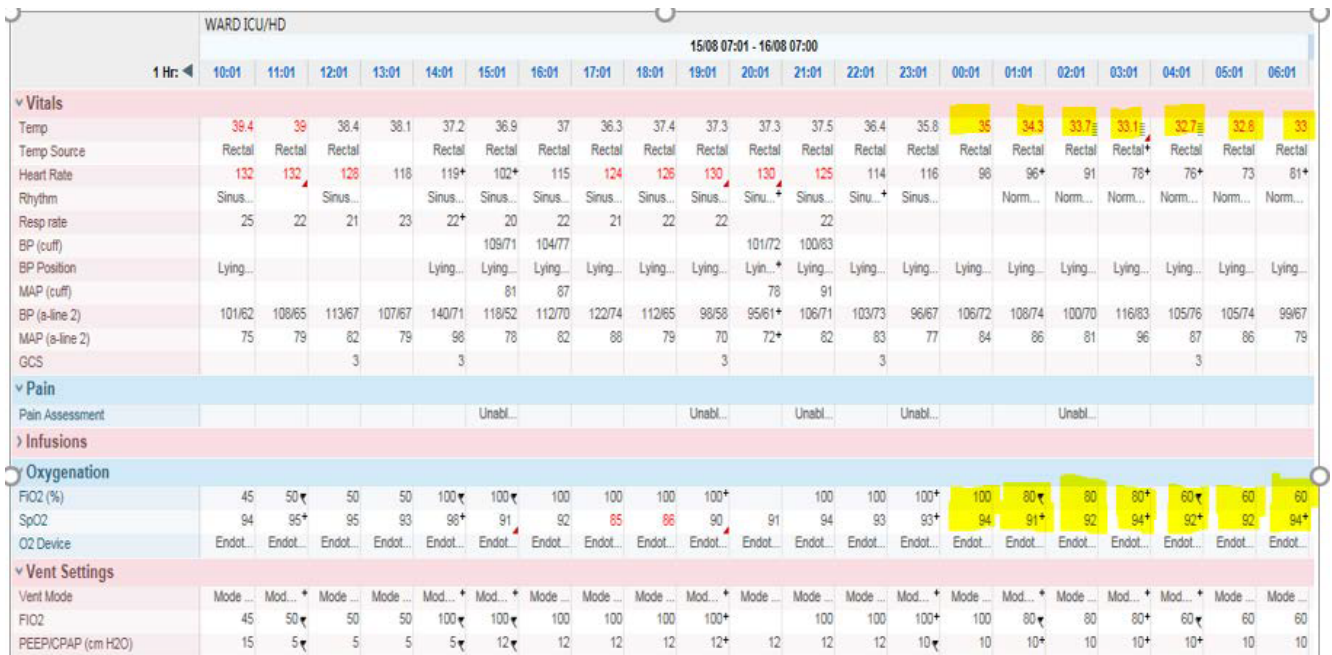 WARD ICU/HD
15/08 07:01 - 16/08 07:00
1 Hr: 10:01 11:01 12:01 13:01 14:01 15:01 16:01 17:01 18:01 19:01 20:01 21:01 22:01 23:01 00:01 01:01 02:01 03:01 04:01 05:01 06:01
Vitals
Temp 39.4 39 38.4 38.1 37.2 36.9 37 36.3 37.4 37.3 37.3 37.5 36.4 35.8 35 34.3 33.7 33.1 32.7 32.8 33
Temp Source Rectal Rectal Rectal Rectal Rectal Rectal Rectal Rectal Rectal Rectal Rectal Rectal Rectal Rectal Rectal Rectal Rectal+ Rectal Rectal Rectal
Heart Rate 132 132 128 118 119+ 102+ 115 124 126 130 130 125 114 116 98 96+ 91 78+ 76+ 73 81+
Rhythm Sinus... Sinus... Sinus... Sinus... Sinus... Sinus... Sinus... Sinus... Sinu...+ Sinus... Sinu...+ Sinus... Norm... Norm... Norm... Norm... Norm... Norm...
Resp rate 25 22 21 23 22+ 20 22 21 22 22 22
BP (cuff) 109/71 104/77 101/72 100/83
BP Position Lying... Lying... Lying... Lying... Lying... Lying... Lying... Lyin...+ Lying... Lying... Lying... Lying... Lying... Lying... Lying... Lying... Lying... Lying...
MAP (cuff) 81 87 78 91
BP (a-line 2) 101/62 108/65 113/67 107/67 140/71 118/52 112/70 122/74 112/65 98/58 95/61+ 106/71 103/73 96/67 106/72 108/74 100/70 116/83 105/76 105/74 99/67
MAP (a-line 2) 75 79 82 79 98 78 82 88 79 70 72+ 82 83 77 84 86 81 96 87 86 79
GCS 3 3 3 3 3
Pain
Pain Assessment Unabl... Unabl... Unabl... Unabl... Unabl...
Infusions
Oxygenation
FiO2 (%) 45 50 50 50 100 100 100 100 100 100+ 100 100 100+ 100 80 80 80+ 60 60 60
SpO2 94 95+ 95 93 98+ 91 92 85 86 90 91 94 93 93+ 94 91+ 92 94+ 92+ 92 94+
O2 Device Endot... Endot... Endot... Endot... Endot... Endot... Endot... Endot... Endot... Endot... Endot... Endot... Endot... Endot... Endot... Endot... Endot... Endot... Endot... Endot... Endot...
Vent Settings
Vent Mode Mode ... Mod... + Mode ... Mode ... Mod... + Mod... + Mode ... Mode ... Mode ... Mod... + Mode ... Mode ... Mode ... Mod... + Mode ... Mod... + Mode ... Mod... + Mod... + Mode ... Mode ...
FIO2 45 50 50 50 100 100 100 100 100 100+ 100 100 100+ 100 80 80 80+ 60 60 60
PEEP/CPAP (cm H2O) 15 5 5 5 5 12 12 12 12 12+ 12 12 12 10 10 10+ 10 10+ 10+ 10 10